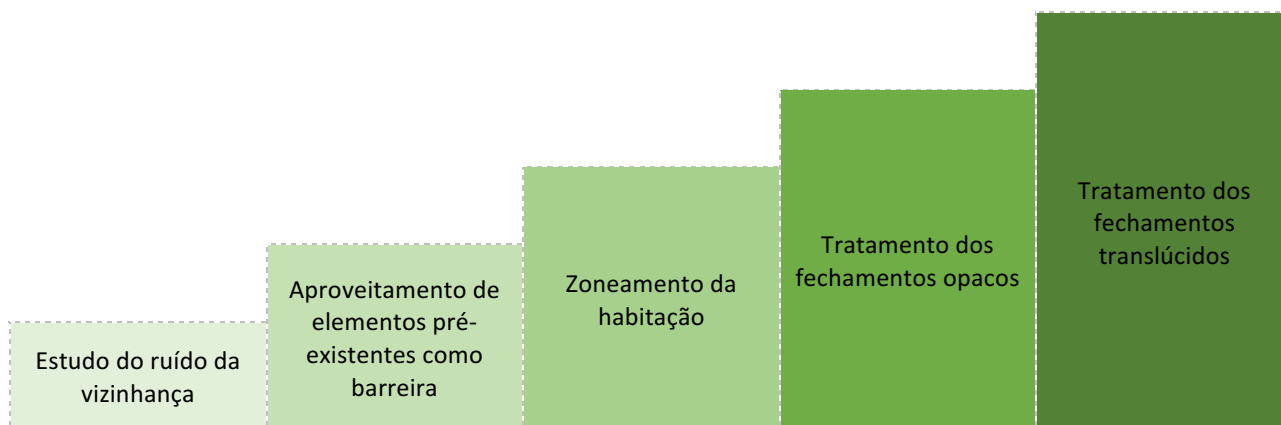 Estudo do ruído da
vizinhança
Aproveitamento de
elementos pré-
existentes como
barreira
Zoneamento da
habitação
Tratamento dos
fechamentos opacos
Tratamento dos
fechamentos
translúcidos